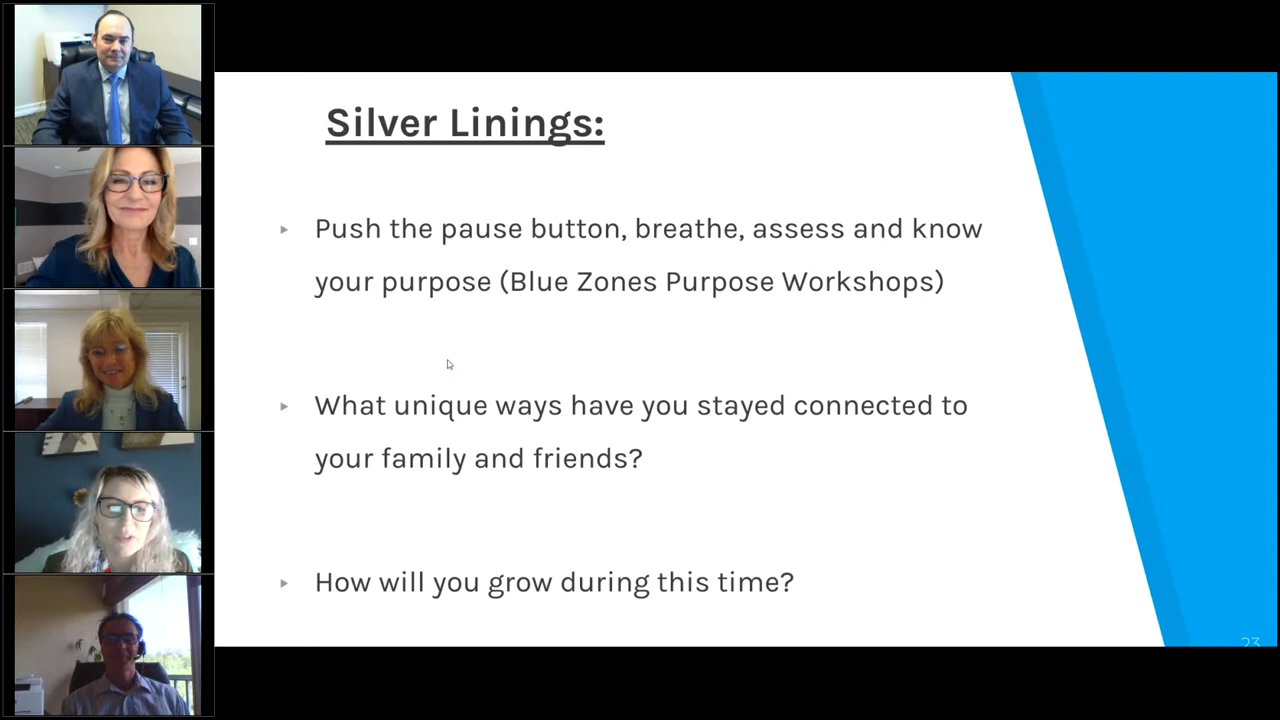 Silver Linings:
Push the pause button, breathe, assess and know
your purpose (Blue Zones Purpose Workshops)
What unique ways have you stayed connected to
your family and friends?
How will you grow during this time?
23